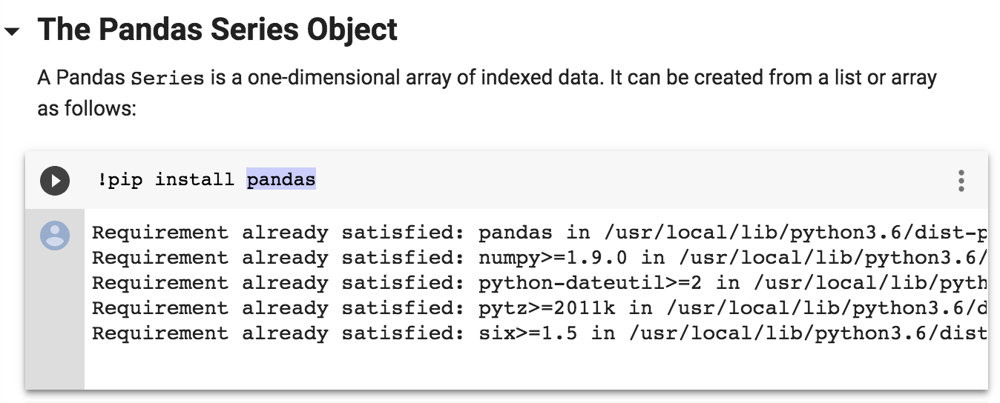 The Pandas Series Object
A Pandas Series is a one-dimensional array of indexed data. It can be created from a list or array
as follows:
!pip install pandas
Requirement already satisfied: pandas in /usr/local/lib/python3.6/dist-p
Requirement already satisfied: numpy>=1.9.0 in /usr/local/lib/python3.6/
Requirement already satisfied: python-dateutil>=2 in /usr/local/lib/pyth
Requirement already satisfied: pytz>=2011k in /usr/local/lib/python3.6/d
Requirement already satisfied: six>=1.5 in /usr/local/lib/python3.6/dist